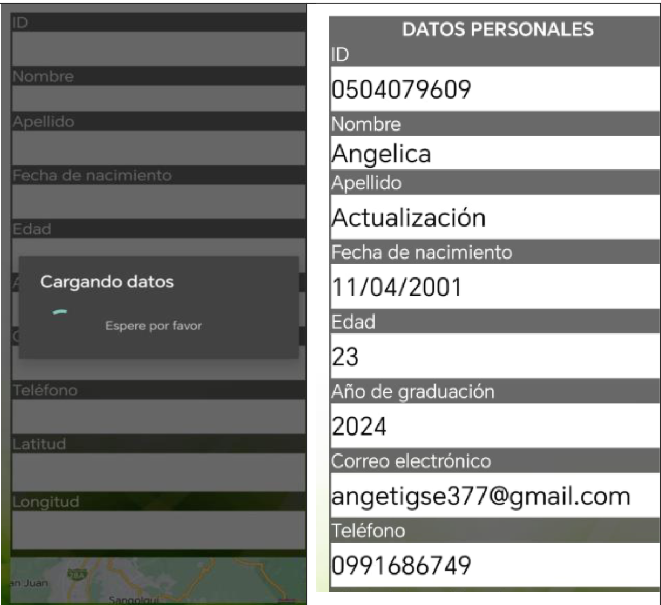 ID
Nombre
Apellido
Fecha de nacimiento
Edad
Cargando datos
Espere por favor
Teléfono
Latitud
Longitud
an Juan
Sangolquí
DATOS PERSONALES
ID
0504079609
Nombre
Angelica
Apellido
Actualización
Fecha de nacimiento
11/04/2001
Edad
23
Año de graduación
2024
Correo electrónico
angetigse377@gmail.com
Teléfono
0991686749